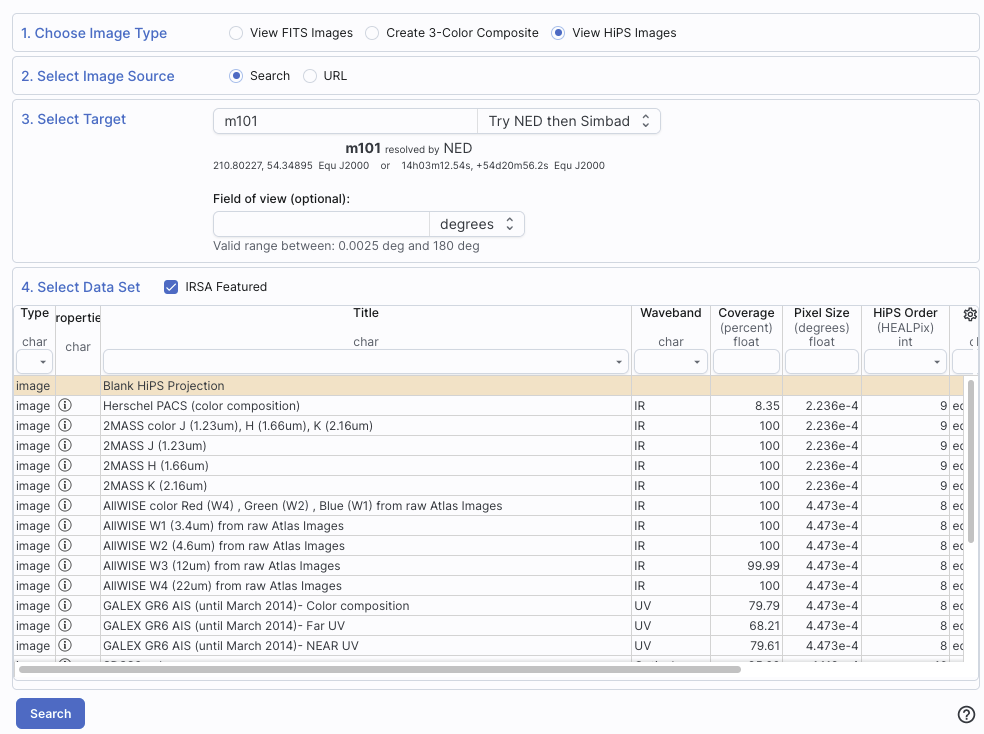 1. Choose Image Type View FITS Images Create 3-Color Composite View HiPS Images
2. Select Image Source Search URL
3. Select Target m101 Try NED then Simbad
m101 resolved by NED
210.80227, 54.34895 Equ J2000 or 14h03m12.54s, +54d20m56.2s Equ J2000
Field of view (optional):
degrees
Valid range between: 0.0025 deg and 180 deg
4. Select Data Set IRSA Featured
Type ropertie Title Waveband Coverage Pixel Size HiPS Order
(percent) (degrees) (HEALPix)
char char char char float float int
image Blank HiPS Projection
image Herschel PACS (color composition) IR 8.35 2.236e-4 9 ec
image 2MASS color J (1.23um), H (1.66um), K (2.16um) IR 100 2.236e-4 9 ec
image 2MASS J (1.23um) IR 100 2.236e-4 9 ec
image 2MASS H (1.66um) IR 100 2.236e-4 9 ec
image 2MASS K (2.16um) IR 100 2.236e-4 9 ec
image AllWISE color Red (W4) , Green (W2) , Blue (W1) from raw Atlas Images IR 100 4.473e-4 8 ec
image AllWISE W1 (3.4um) from raw Atlas Images IR 100 4.473e-4 8 ec
image AllWISE W2 (4.6um) from raw Atlas Images IR 100 4.473e-4 8 ec
image AllWISE W3 (12um) from raw Atlas Images IR 99.99 4.473e-4 8 ec
image AllWISE W4 (22um) from raw Atlas Images IR 100 4.473e-4 8 ec
image GALEX GR6 AIS (until March 2014)- Color composition UV 79.79 4.473e-4 8 ec
image GALEX GR6 AIS (until March 2014)- Far UV UV 68.21 4.473e-4 8 ec
image GALEX GR6 AIS (until March 2014)- NEAR UV UV 79.61 4.473e-4 8 ec
Search